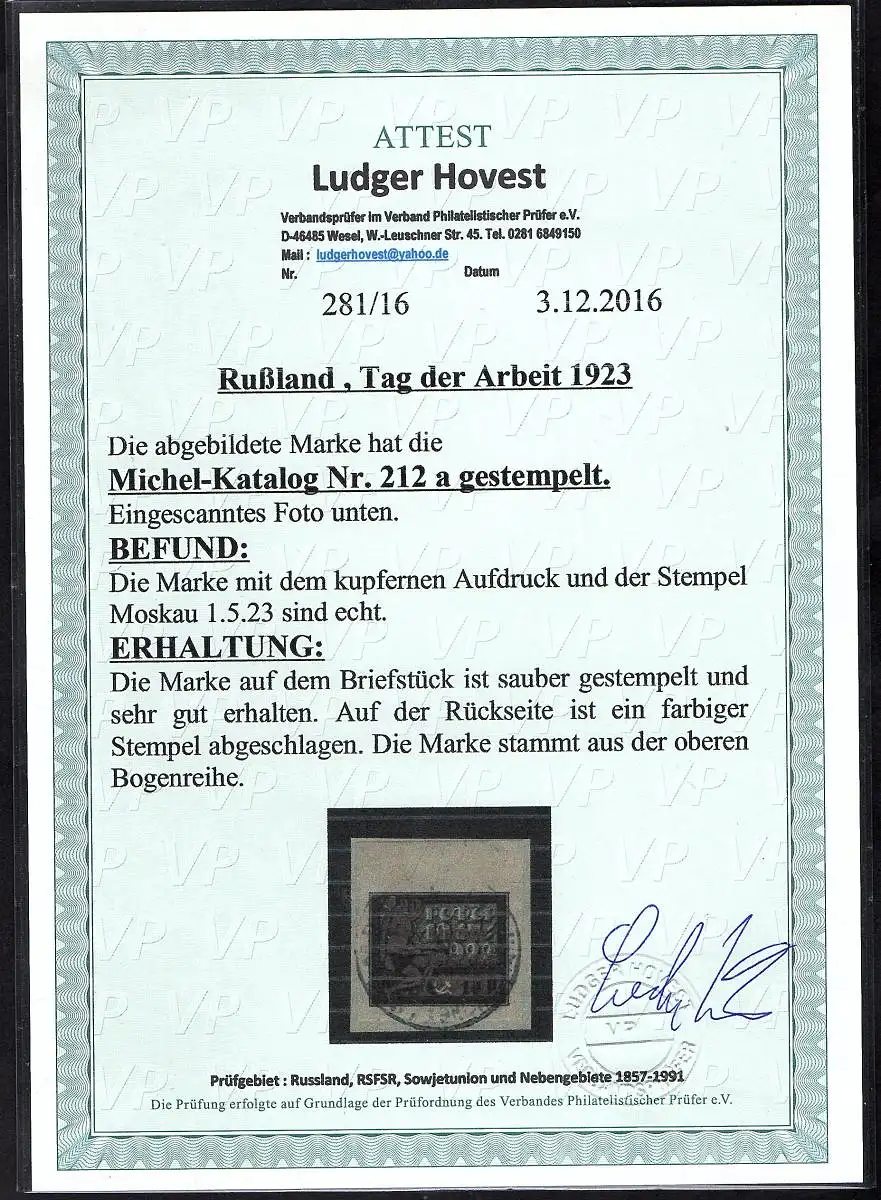 ATTEST
Ludger Hovest
Verbandsprüfer im Verband Philatelistischer Prüfer e.V.
D-46485 Wesel, W.-Leuschner Str. 45. Tel. 0281 6849150
Mail : ludgerhovest@yahoo.de
Nr. Datum
281/16 3.12.2016
Rußland , Tag der Arbeit 1923
Die abgebildete Marke hat die
Michel-Katalog Nr. 212 a gestempelt.
Eingescanntes Foto unten.
BEFUND:
Die Marke mit dem kupfernen Aufdruck und der Stempel
Moskau 1.5.23 sind echt.
ERHALTUNG:
Die Marke auf dem Briefstück ist sauber gestempelt und
sehr gut erhalten. Auf der Rückseite ist ein farbiger
Stempel abgeschlagen. Die Marke stammt aus der oberen
Bogenreihe.
LUDGER HOVEST
VP
Prüfgebiet : Russland, RSFSR, Sowjetunion und Nebengebiete 1857-1991
Die Prüfung erfolgte auf Grundlage der Prüfordnung des Verbandes Philatelistischer Prüfer e.V.